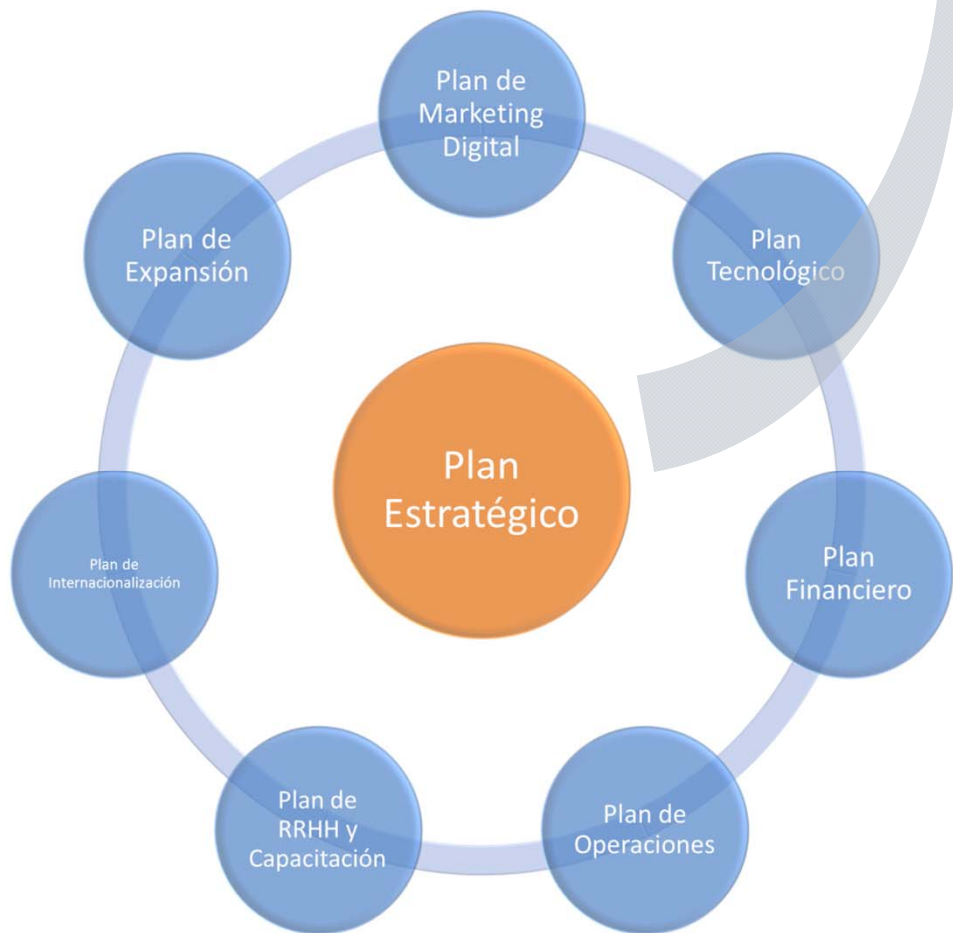 Plan de
Marketing
Digital
Plan
Tecnológico
Plan
Financiero
Plan de
Operaciones
Plan de
RRHH y
Capacitación
Plan de
Internacionalización
Plan de
Expansión
Plan
Estratégico